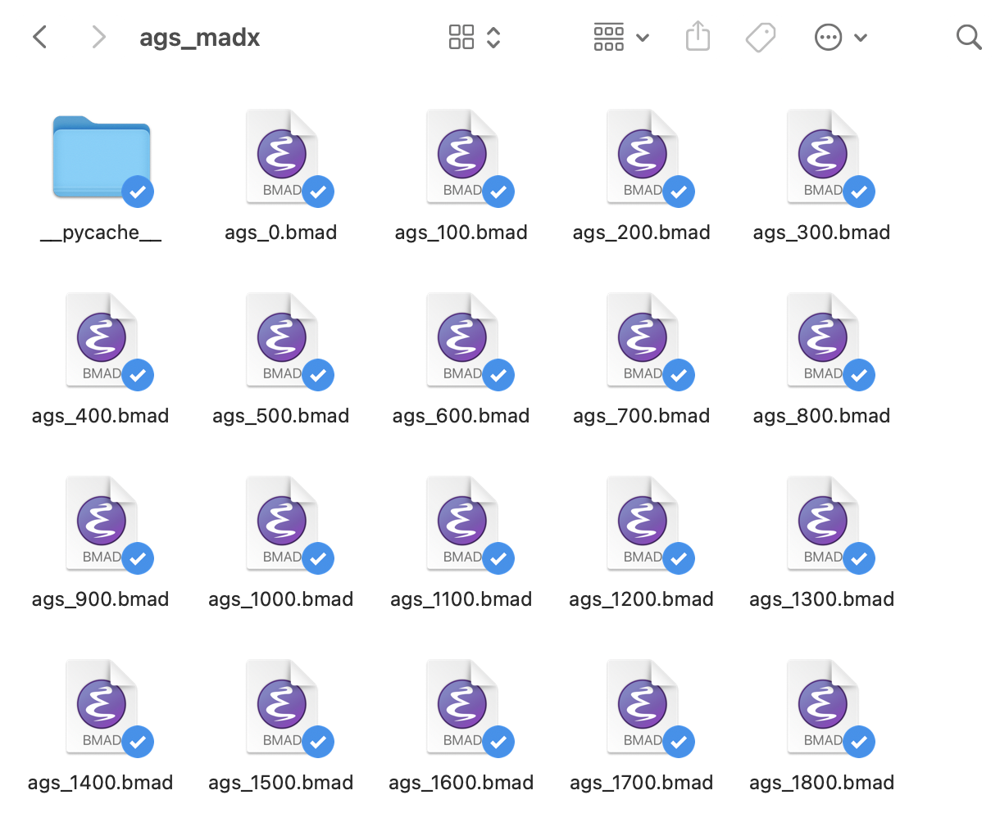 ags_madx
BMAD BMAD BMAD BMAD
__pycache__ ags_0.bmad ags_100.bmad ags_200.bmad ags_300.bmad
BMAD BMAD BMAD BMAD BMAD
ags_400.bmad ags_500.bmad ags_600.bmad ags_700.bmad ags_800.bmad
BMAD BMAD BMAD BMAD BMAD
ags_900.bmad ags_1000.bmad ags_1100.bmad ags_1200.bmad ags_1300.bmad
BMAD BMAD BMAD BMAD BMAD
ags_1400.bmad ags_1500.bmad ags_1600.bmad ags_1700.bmad ags_1800.bmad